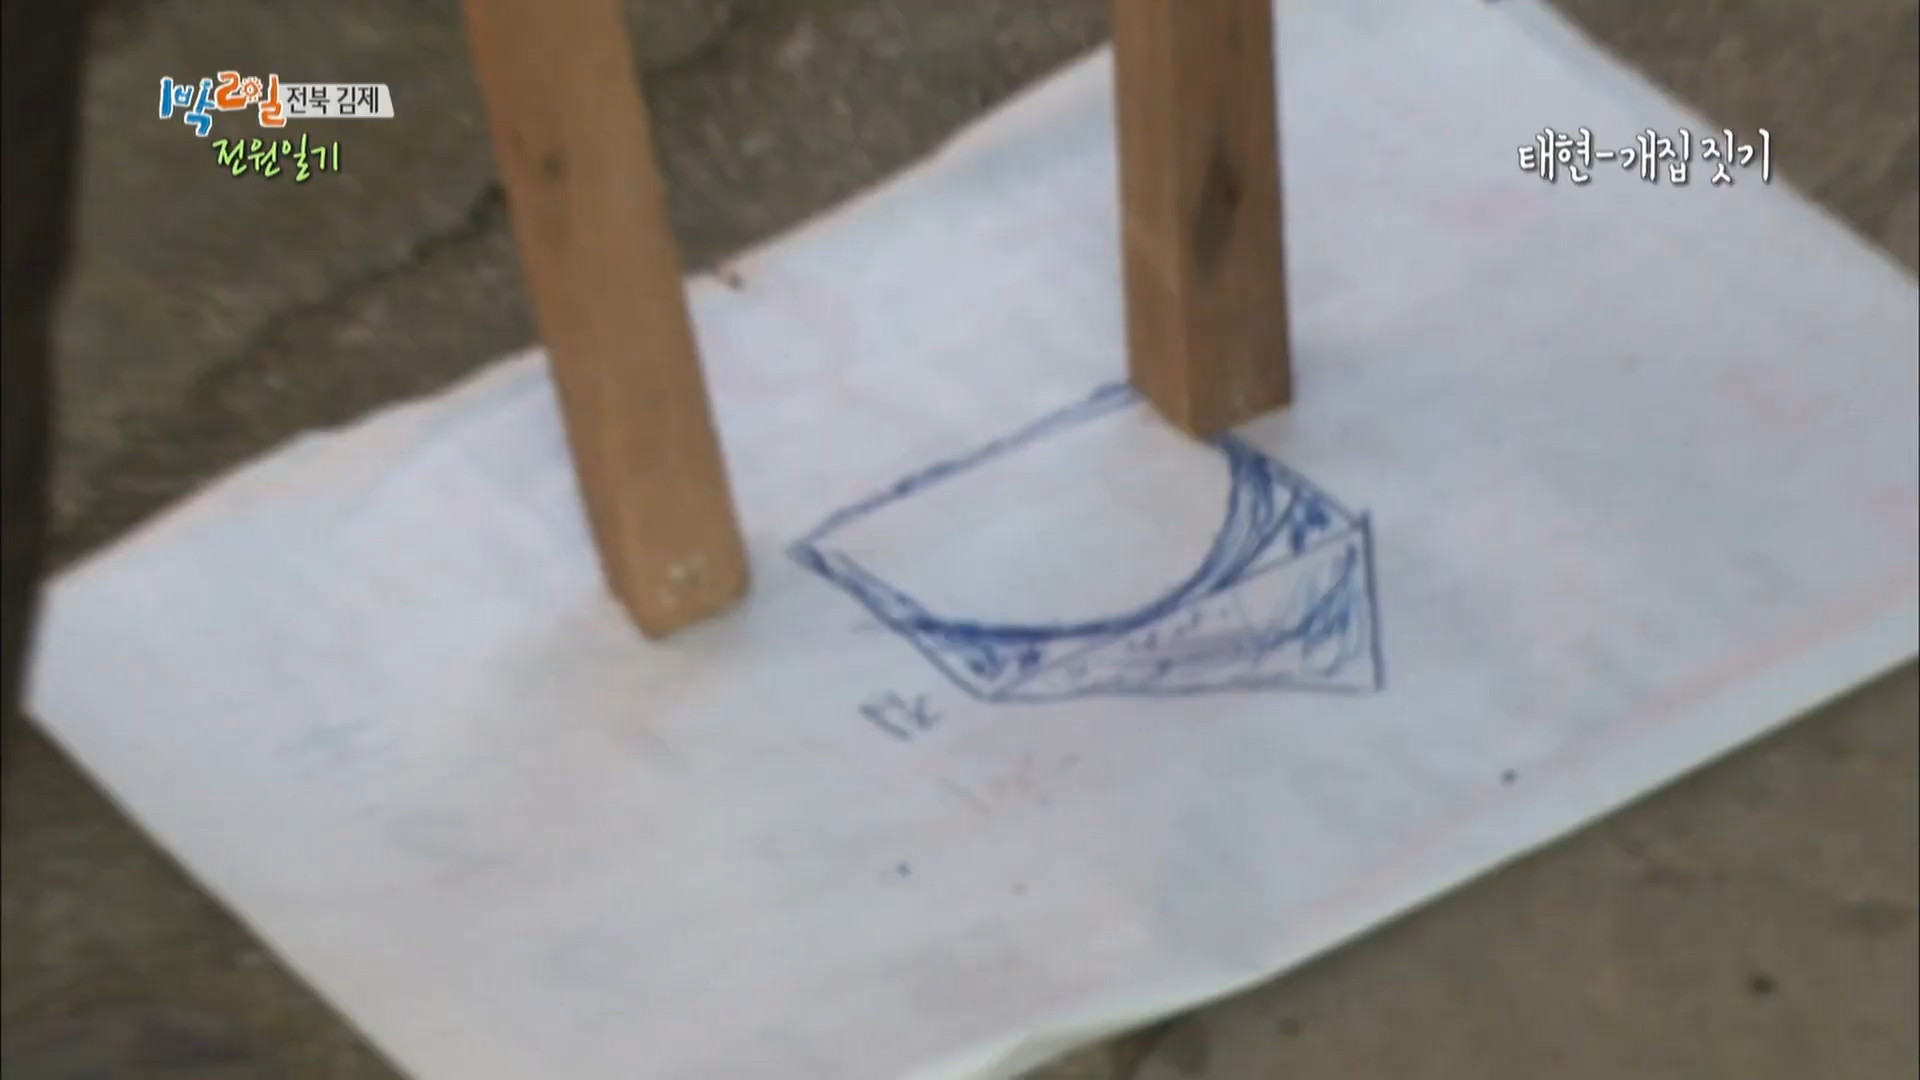 1박2일 전북 김제
전원일기
태현-개집 짓기